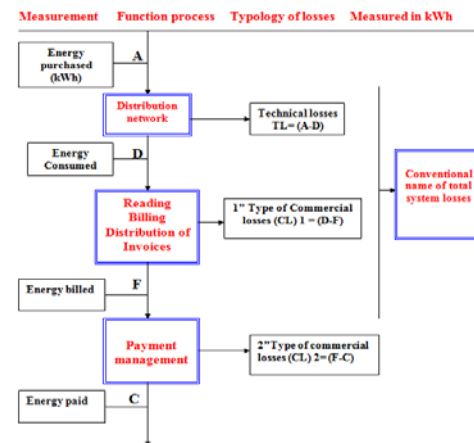 Measurement Function process Typology of losses Measured in kWh
Energy
purchased
(kWh)
A
Distribution
network
Technical losses
TL= (A-D)
Energy
Consumed
D
Conventional
name of total
system losses
Reading
Billing
Distribution of
Invoices
1" Type of Commercial
losses (CL) 1 = (D-F)
Energy billed
F
Payment
management
2"Type of commercial
losses (CL) 2=(F-C)
Energy paid
C